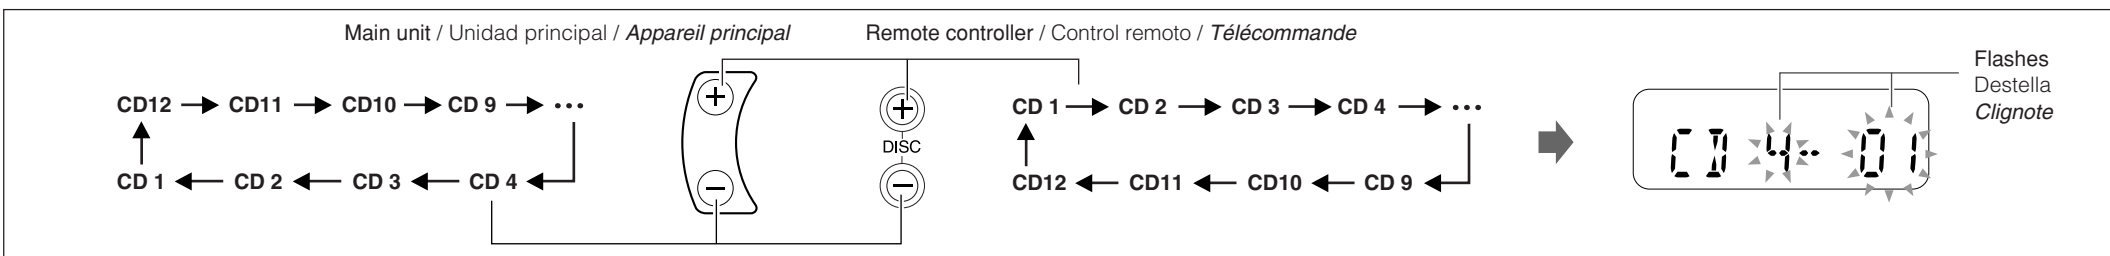 Main unit / Unidad principal / Appareil principal
Remote controller / Control remoto / Télécommande
CD12 → CD11 → CD10 → CD 9 → •••
CD 1 ← CD 2 ← CD 3 ← CD 4 ←
+
−
+
DISC
−
CD 1 → CD 2 → CD 3 → CD 4 → •••
CD12 ← CD11 ← CD10 ← CD 9 ←
CD 4-- 01
Flashes
Destella
Clignote